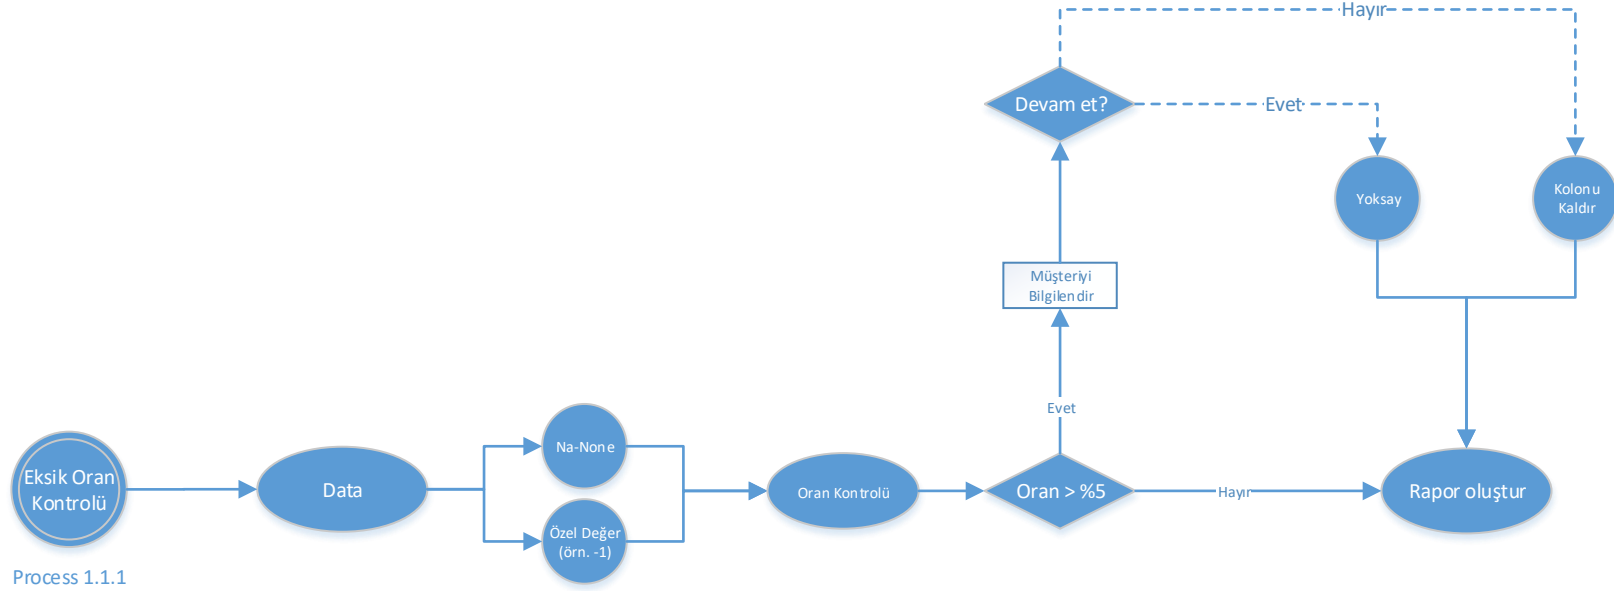 Hayır
Devam et?
Evet
Yoksay
Kolonu
Kaldır
Müşteriyi
Bilgilendir
Evet
Eksik Oran
Kontrolü
Data
Na-None
Özel Değer
(örn. -1)
Oran Kontrolü
Oran > %5
Hayır
Rapor oluştur
Process 1.1.1